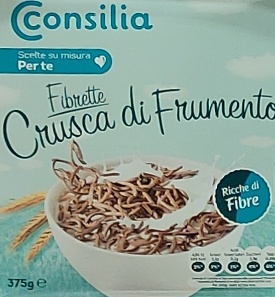 Consilia
Scelte su misura
Per te
Fibrette
Crusca di Frumento
Ricche di
Fibre
375g e